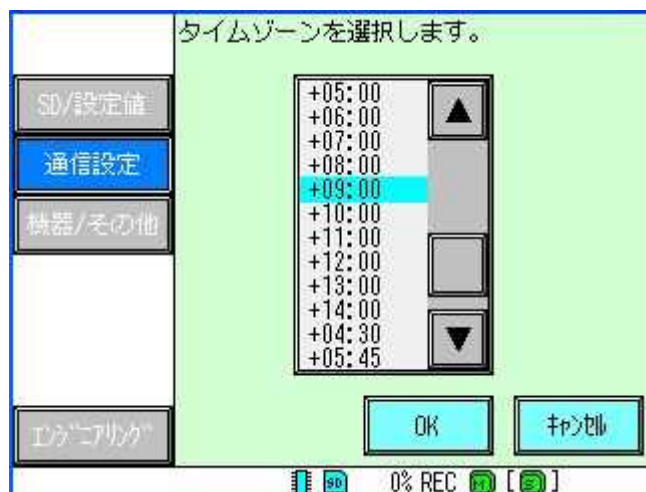 タイムゾーンを選択します。
SD/設定値
通信設定
機器/その他
エンジニアリング
+05:00
+06:00
+07:00
+08:00
+09:00
+10:00
+11:00
+12:00
+13:00
+14:00
+04:30
+05:45
▲
▼
OK
キャンセル
SD 0% REC M [S]